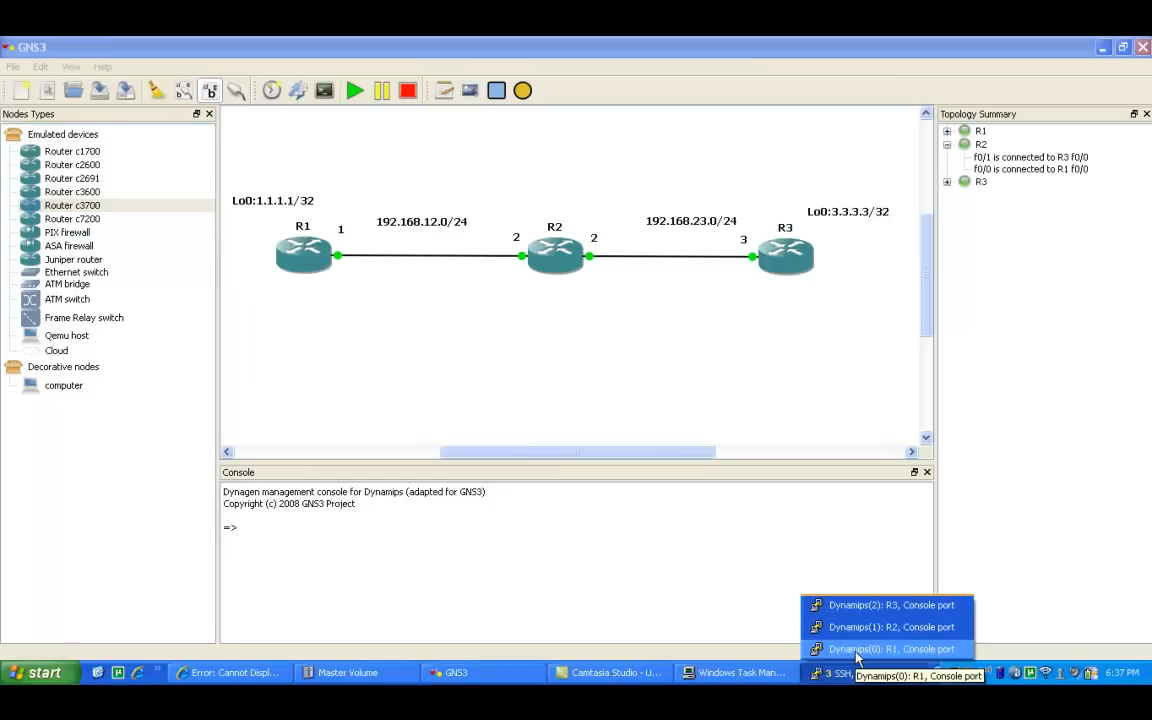 GNS3
File Edit View Help
Nodes Types
Emulated devices
Router c1700
Router c2600
Router c2691
Router c3600
Router c3700
Router c7200
PIX firewall
ASA firewall
Juniper router
Ethernet switch
ATM bridge
ATM switch
Frame Relay switch
Qemu host
Cloud
Decorative nodes
computer
Lo0:1.1.1.1/32
R1
1
192.168.12.0/24
2
R2
2
192.168.23.0/24
3
R3
Lo0:3.3.3.3/32
Topology Summary
R1
R2
f0/1 is connected to R3 f0/0
f0/0 is connected to R1 f0/0
R3
Console
Dynagen management console for Dynamips (adapted for GNS3)
Copyright (c) 2008 GNS3 Project
=>
Dynamips(2): R3, Console port
Dynamips(1): R2, Console port
Dynamips(0): R1, Console port
start
Error: Cannot Displ...
Master Volume
GNS3
Camtasia Studio - U...
Windows Task Man...
3 SSH,
Dynamips(0): R1, Console port
6:37 PM